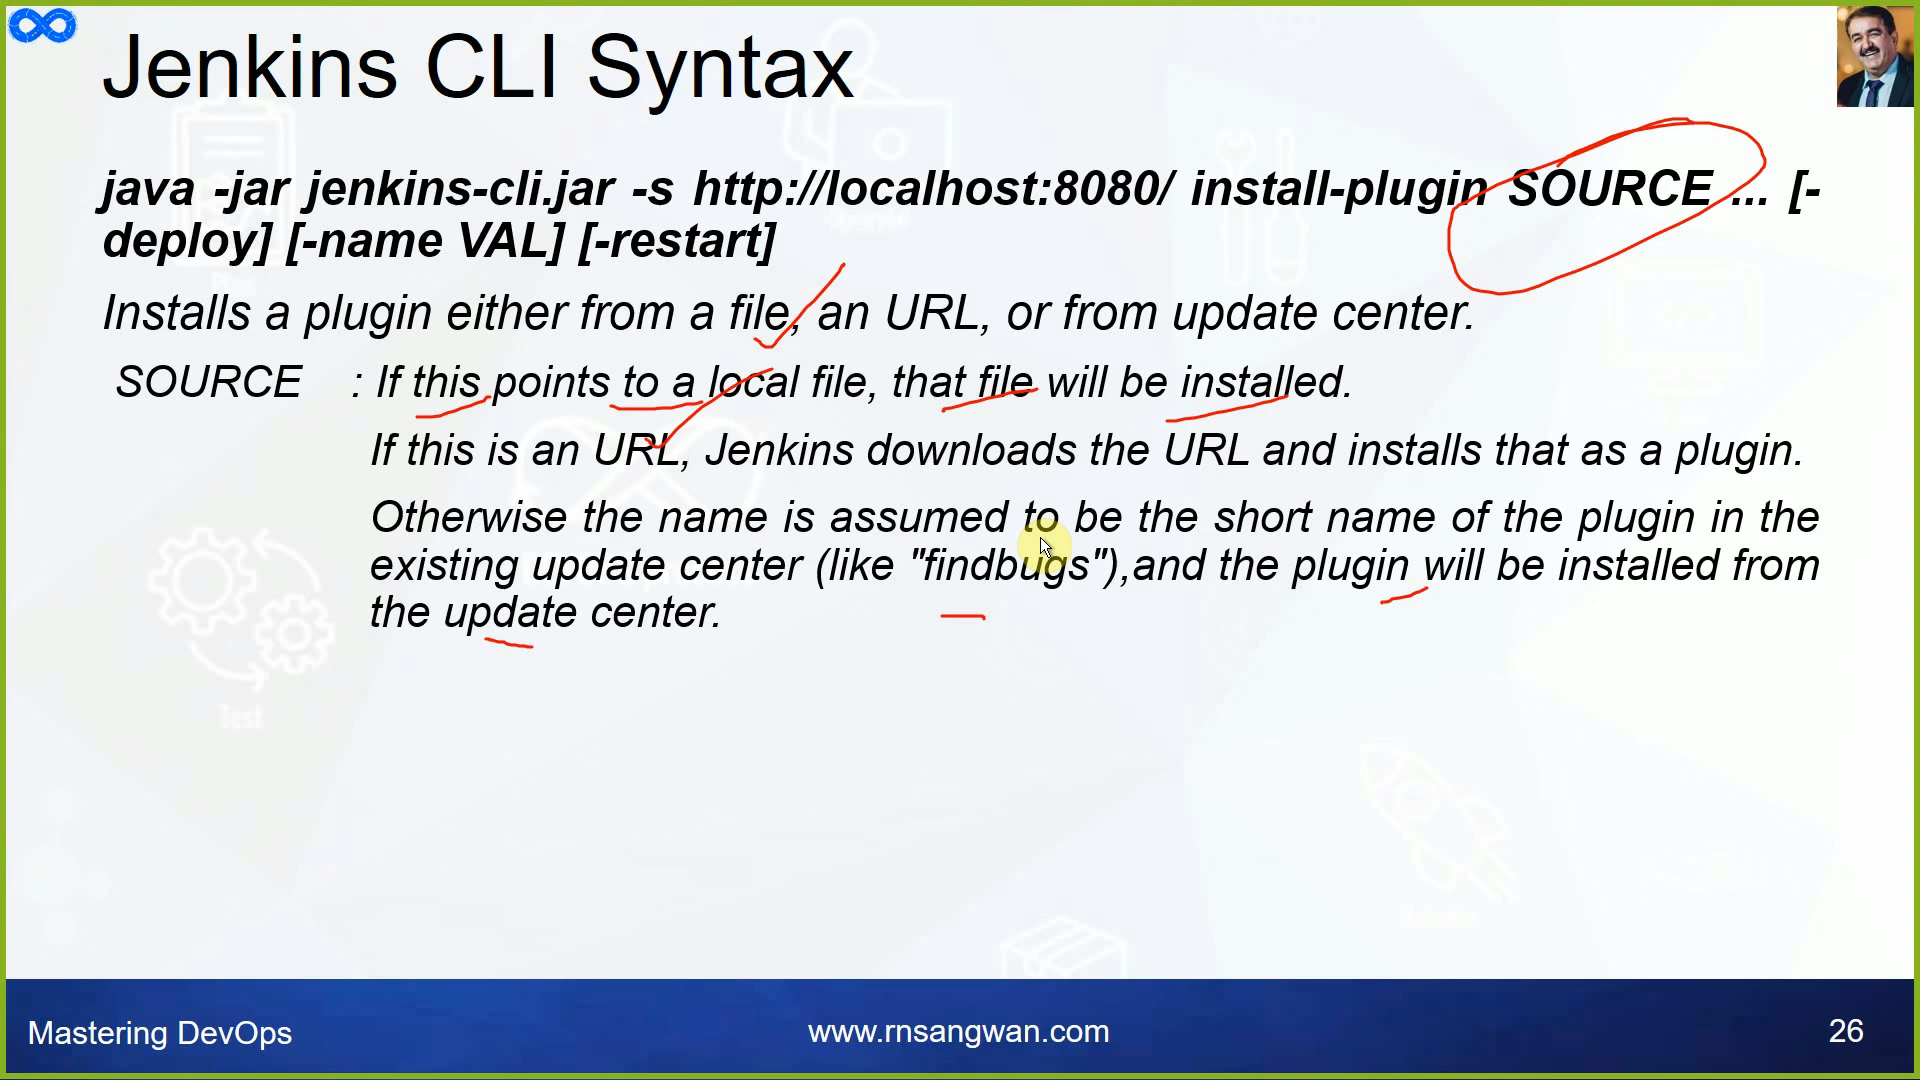 Jenkins CLI Syntax
java -jar jenkins-cli.jar -s http://localhost:8080/ install-plugin SOURCE ... [-
deploy] [-name VAL] [-restart]
Installs a plugin either from a file, an URL, or from update center.
SOURCE : If this points to a local file, that file will be installed.
If this is an URL, Jenkins downloads the URL and installs that as a plugin.
Otherwise the name is assumed to be the short name of the plugin in the
existing update center (like "findbugs"),and the plugin will be installed from
the update center.
Test
Mastering DevOps
www.rnsangwan.com
26